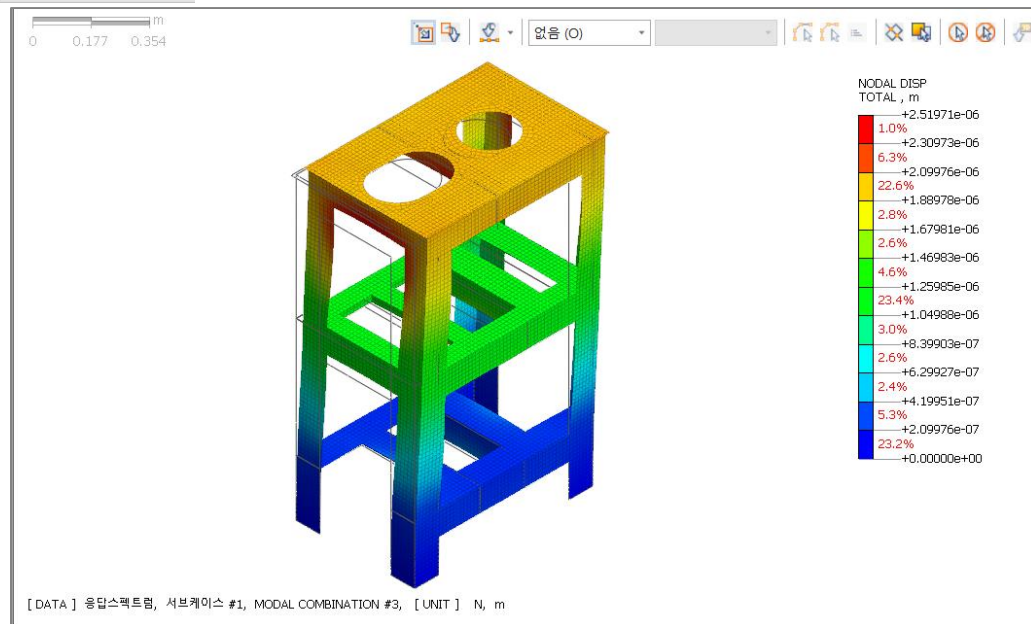 m
0 0.177 0.354
없음 (O)
NODAL DISP
TOTAL , m
+2.51971e-06
1.0%
+2.30973e-06
6.3%
+2.09976e-06
22.6%
+1.88978e-06
2.8%
+1.67981e-06
2.6%
+1.46983e-06
4.6%
+1.25985e-06
23.4%
+1.04988e-06
3.0%
+8.39903e-07
2.6%
+6.29927e-07
2.4%
+4.19951e-07
5.3%
+2.09976e-07
23.2%
+0.00000e+00
[ DATA ] 응답스펙트럼, 서브케이스 #1, MODAL COMBINATION #3, [ UNIT ] N, m